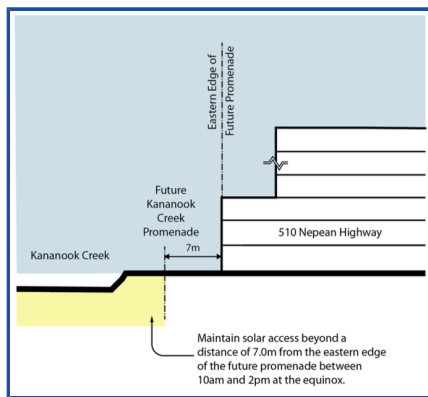 Eastern Edge of
Future Promenade
Future
Kananook
Creek
Promenade
7m
Kananook Creek
510 Nepean Highway
Maintain solar access beyond a
distance of 7.0m from the eastern edge
of the future promenade between
10am and 2pm at the equinox.